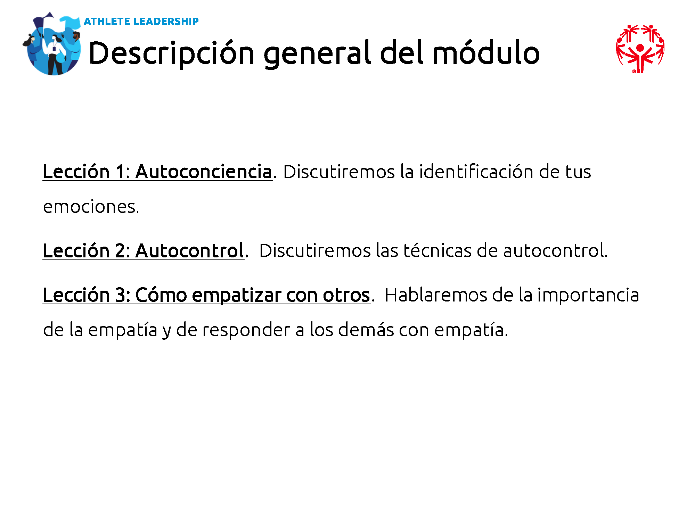 ATHLETE LEADERSHIP
Descripción general del módulo
Lección 1: Autoconciencia. Discutiremos la identificación de tus
emociones.
Lección 2: Autocontrol.  Discutiremos las técnicas de autocontrol.
Lección 3: Cómo empatizar con otros.  Hablaremos de la importancia
de la empatía y de responder a los demás con empatía.